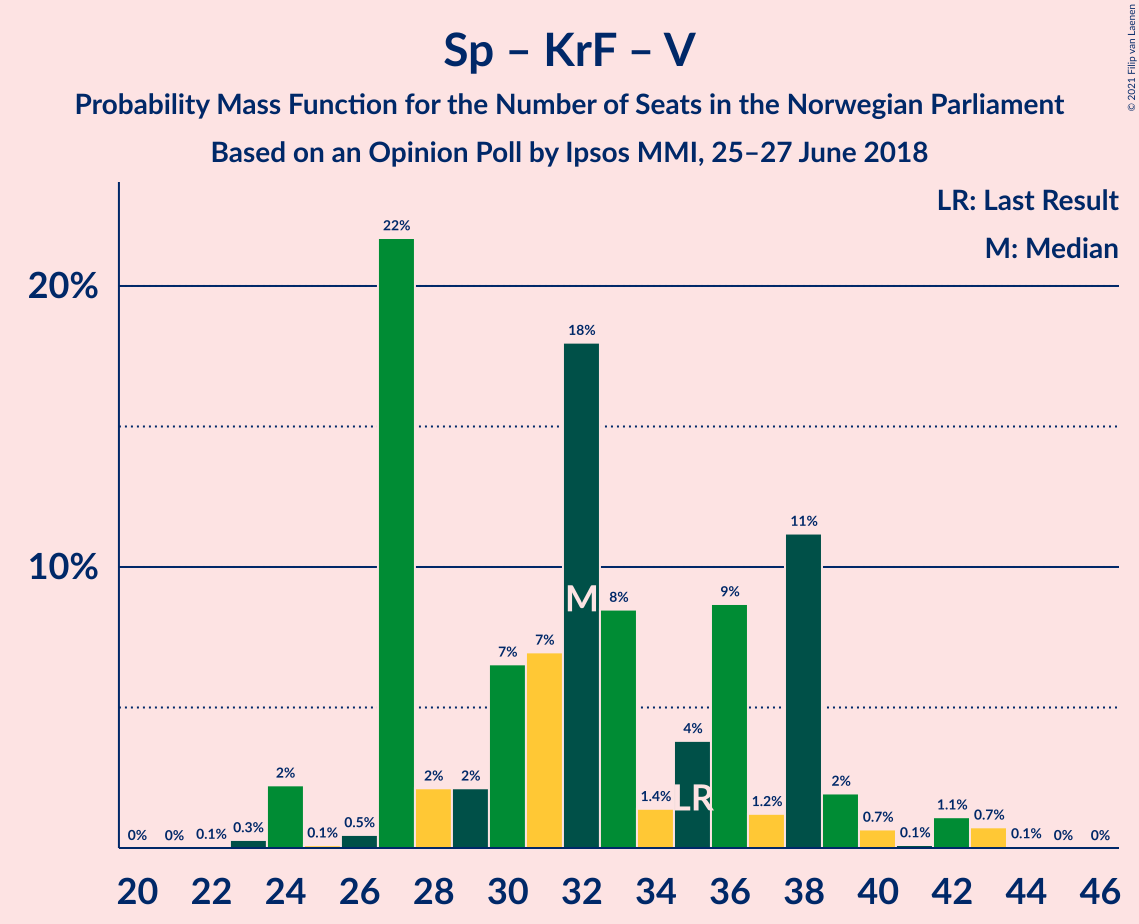 © 2021 Filip van Laenen
Sp – KrF – V
Probability Mass Function for the Number of Seats in the Norwegian Parliament
Based on an Opinion Poll by Ipsos MMI, 25–27 June 2018
LR: Last Result
M: Median
20%
10%
0% 0% 0.1% 0.3% 2% 0.1% 0.5% 22% 2% 2% 7% 7% 18% 8% 1.4% 4% 9% 1.2% 11% 2% 0.7% 0.1% 1.1% 0.7% 0.1% 0% 0%
M
LR
20 22 24 26 28 30 32 34 36 38 40 42 44 46